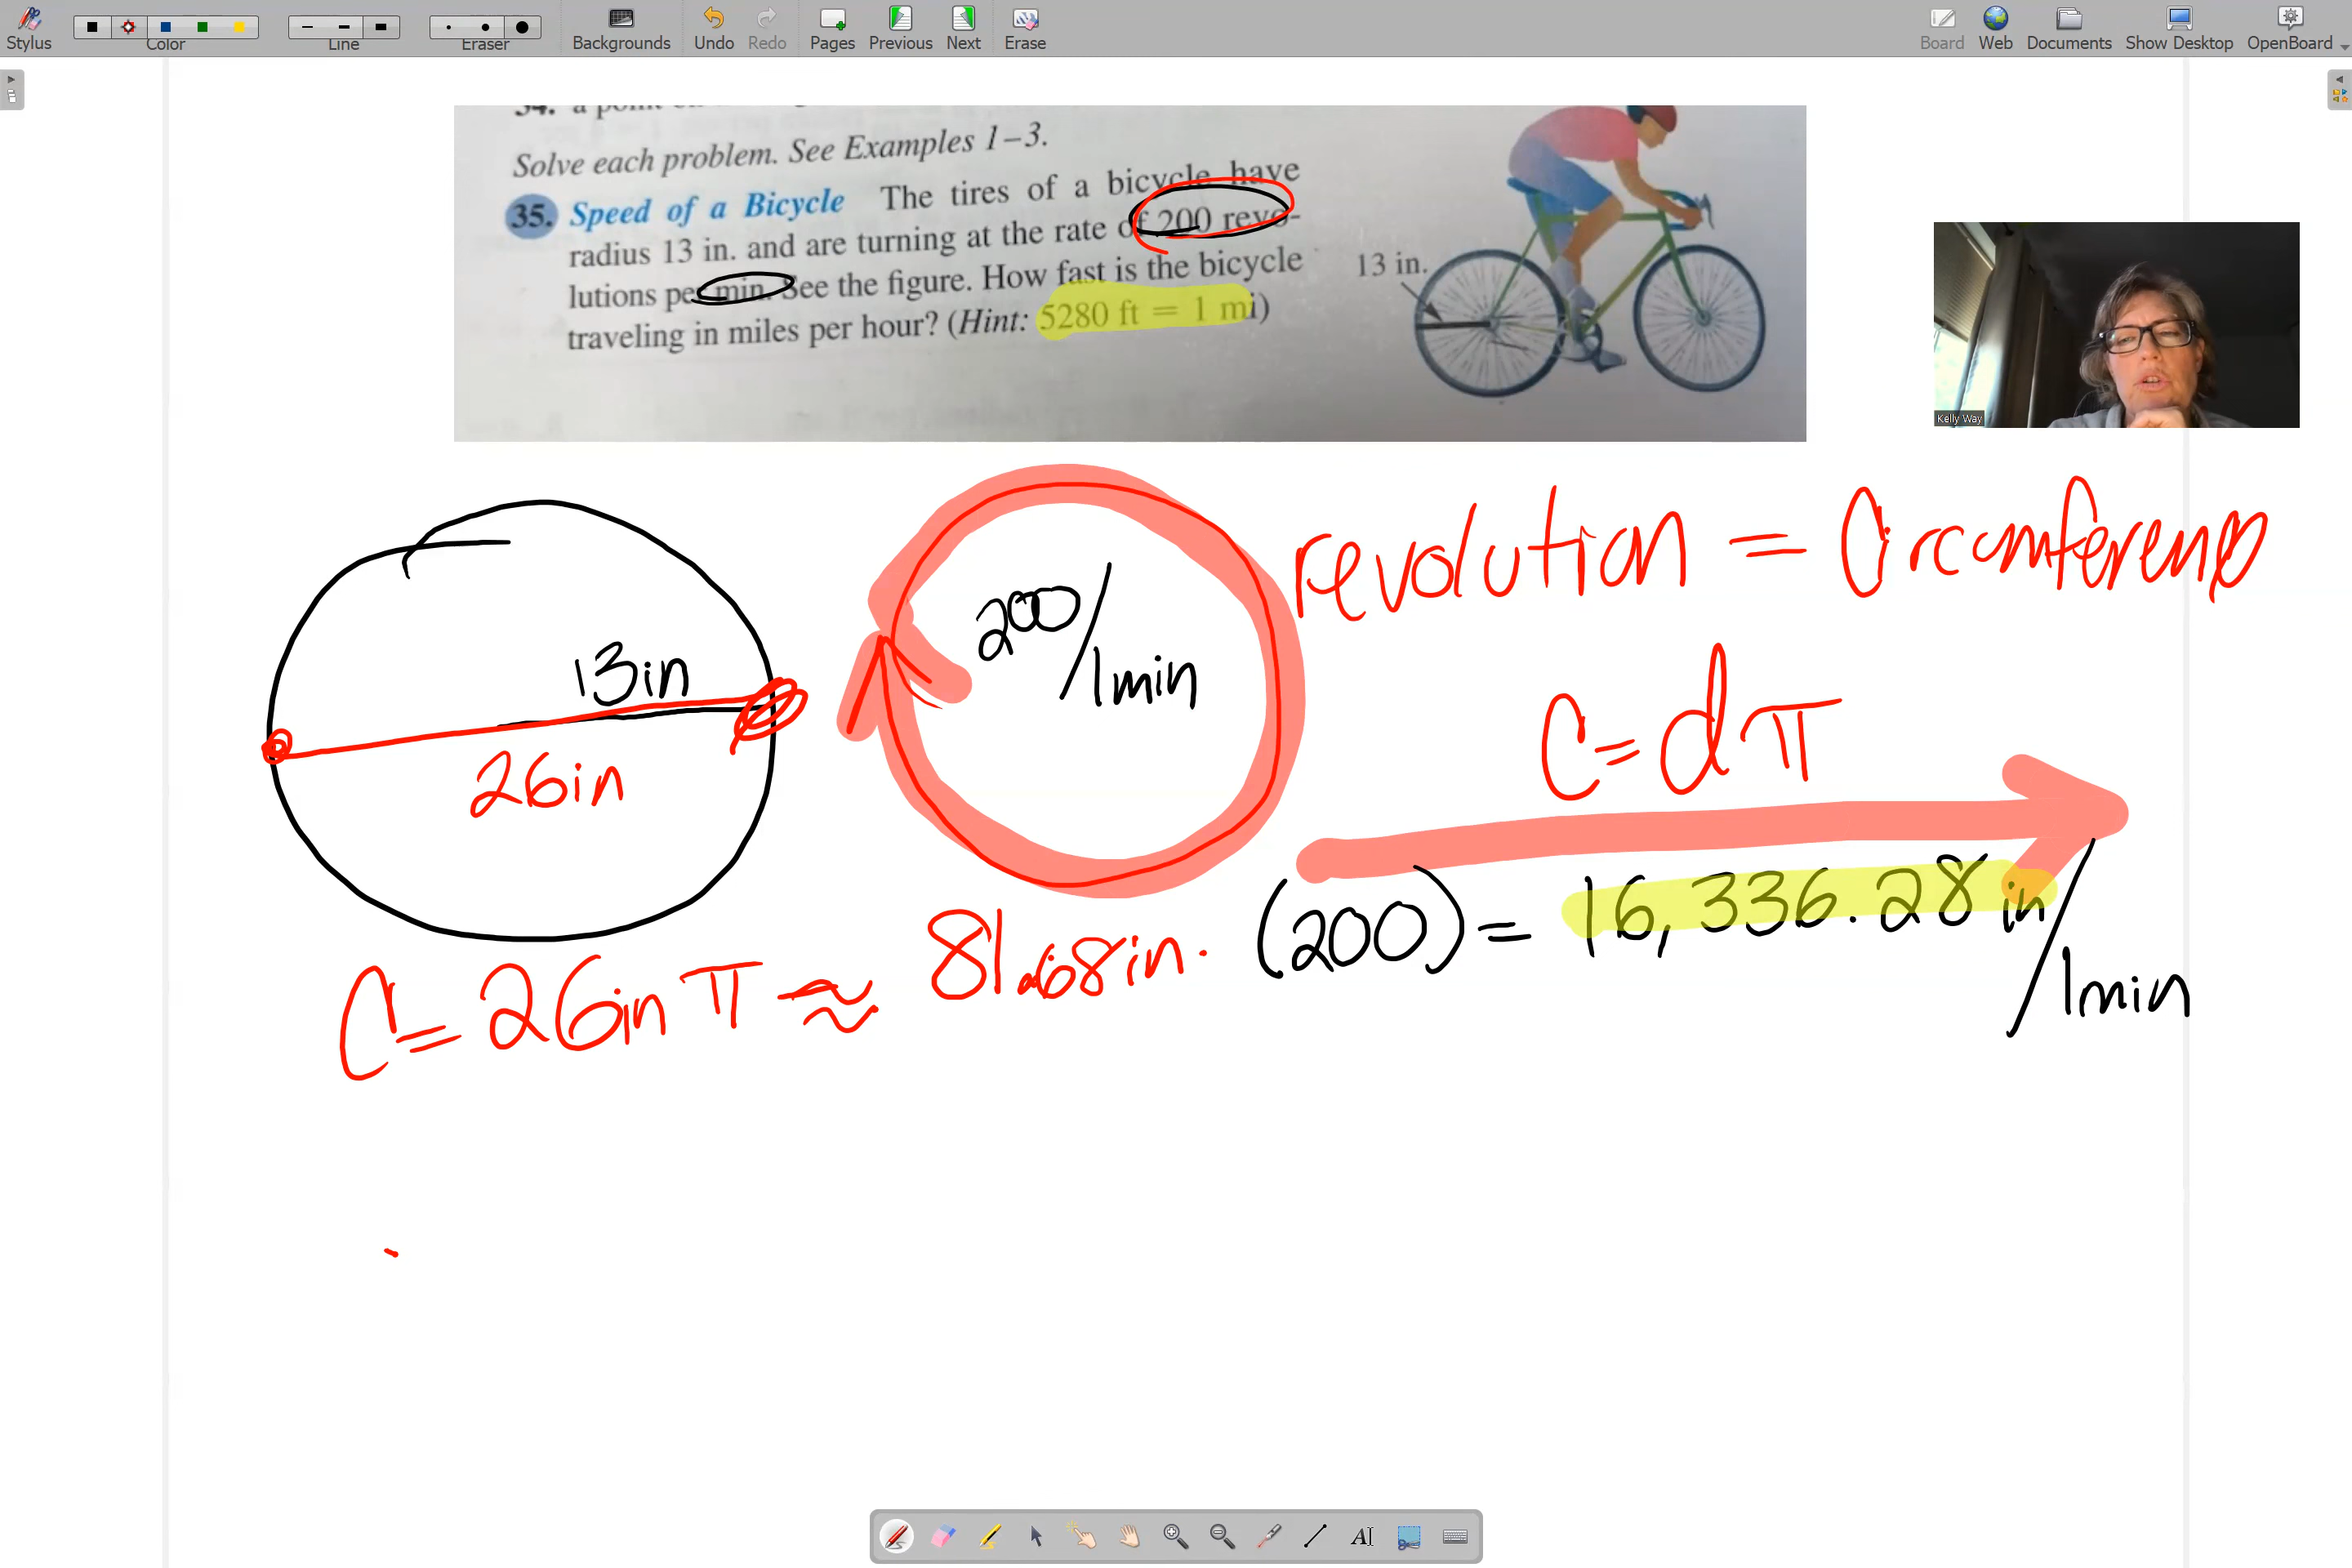 Stylus
Color
Line
Eraser
Backgrounds
Undo
Redo
Pages
Previous
Next
Erase
Board
Web
Documents
Show Desktop
OpenBoard
34. a
Solve each problem. See Examples 1–3.
35. Speed of a Bicycle The tires of a bicycle have
radius 13 in. and are turning at the rate of 200 revo-
lutions per min. See the figure. How fast is the bicycle
traveling in miles per hour? (Hint: 5280 ft = 1 mi)
13 in.
Kelly Way
revolution = Circumference
200/1min
13in
26in
C = dπ
C = 26in π ≈ 81.68in. (200) = 16,336.28 in/1min